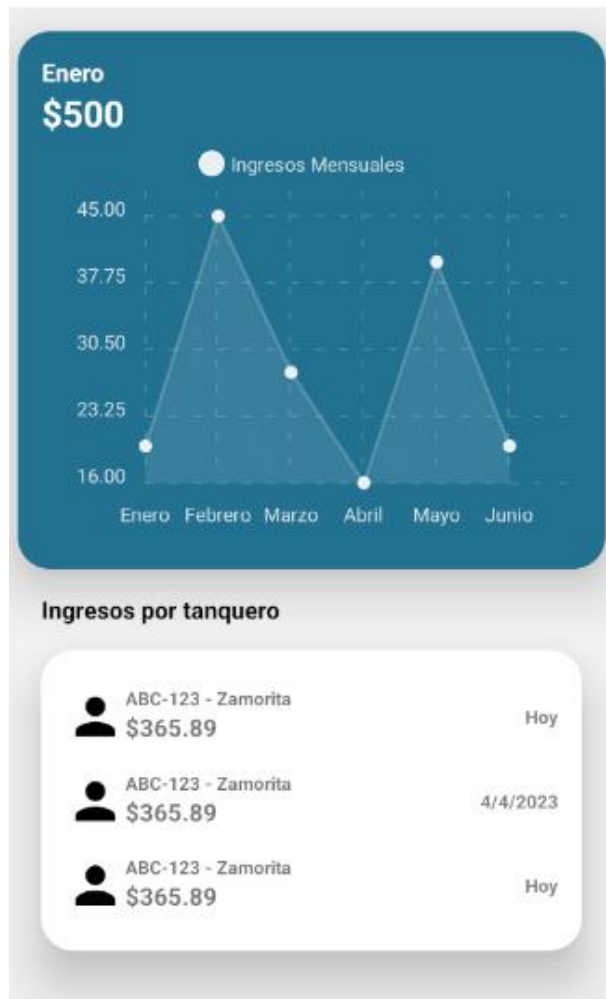 Enero
$500
Ingresos Mensuales
45.00
37.75
30.50
23.25
16.00
Enero Febrero Marzo Abril Mayo Junio
Ingresos por tanquero
ABC-123 - Zamorita
$365.89
Hoy
ABC-123 - Zamorita
$365.89
4/4/2023
ABC-123 - Zamorita
$365.89
Hoy